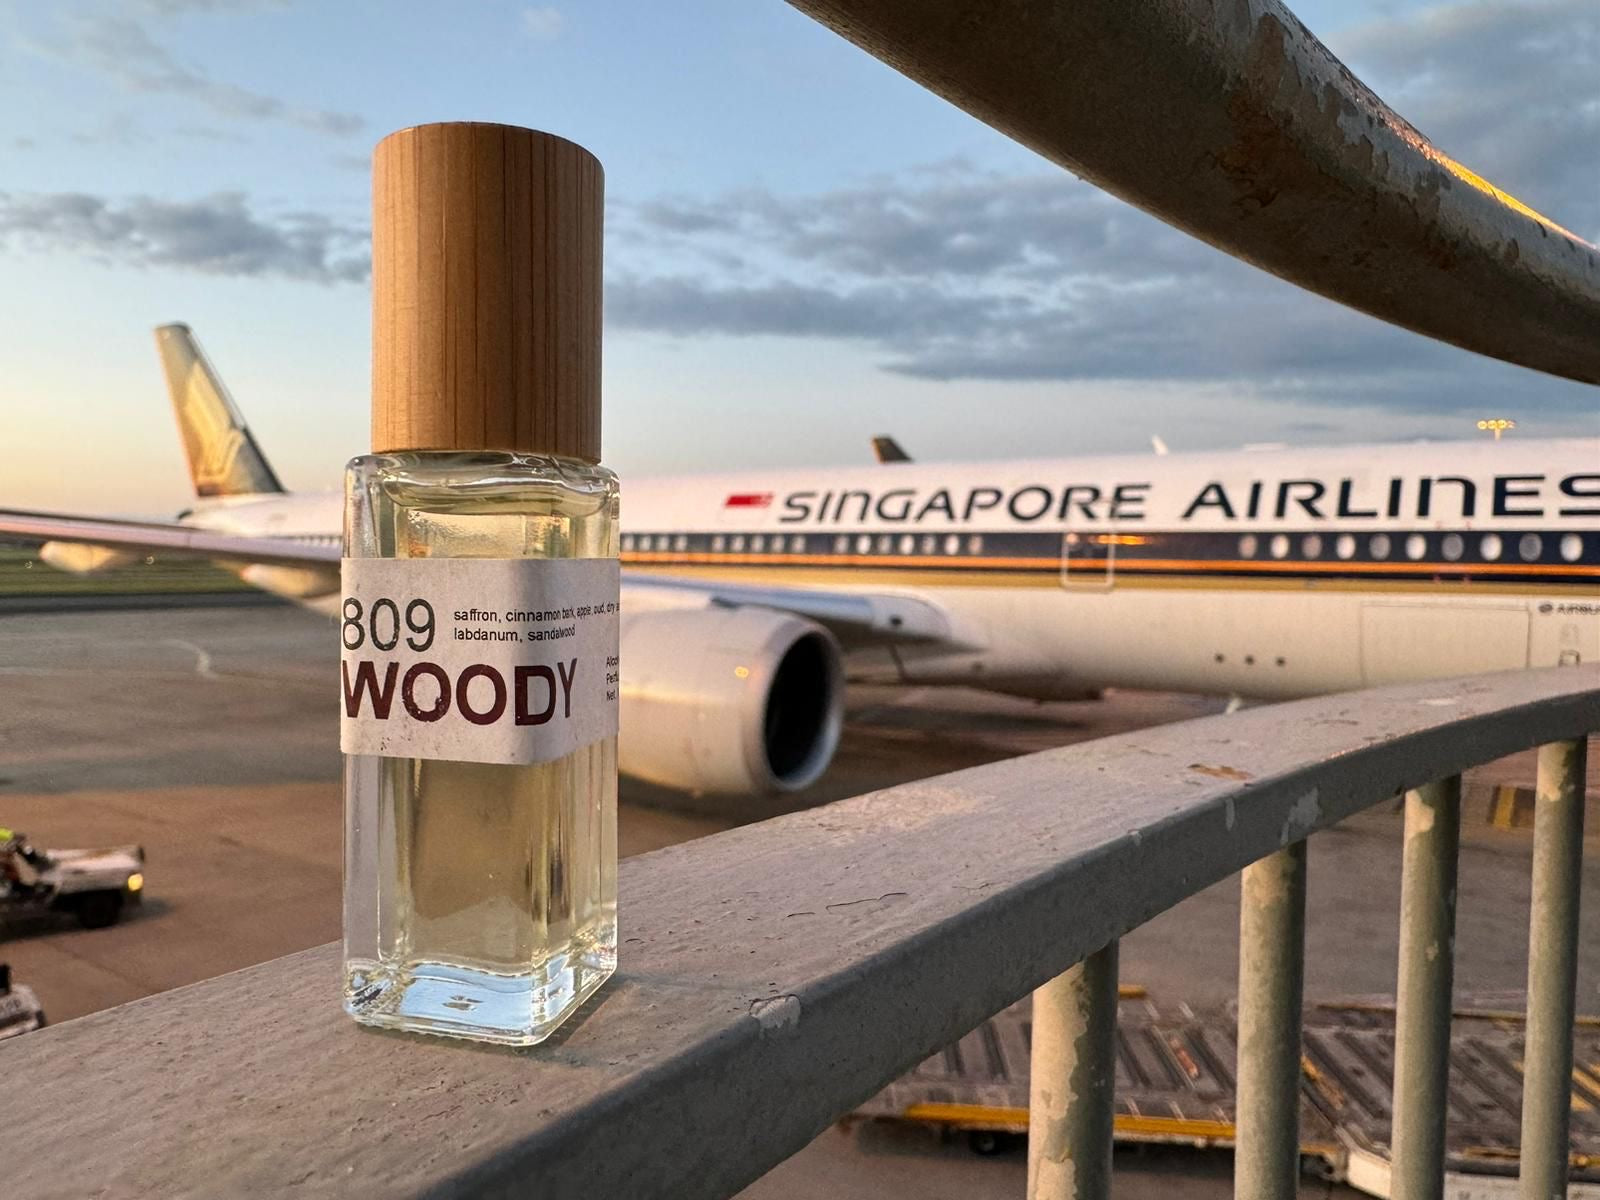 SINGAPORE AIRLINES
809
saffron, cinnamon bark, apple, oud, dry
labdanum, sandalwood
WOODY